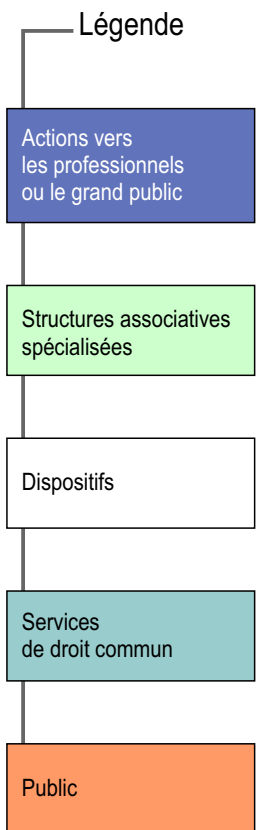 Légende
Actions vers
les professionnels
ou le grand public
Structures associatives
spécialisées
Dispositifs
Services
de droit commun
Public